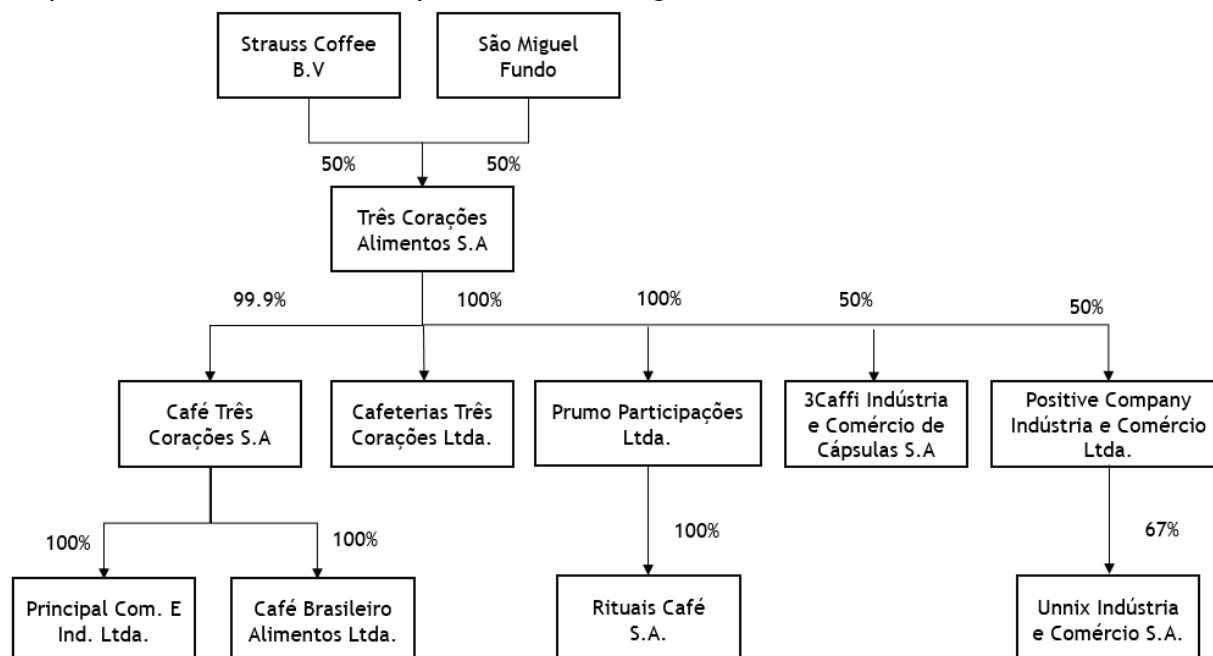 Strauss Coffee
B.V
São Miguel
Fundo
50%
50%
Três Corações
Alimentos S.A
99.9%
100%
100%
50%
50%
Café Três
Corações S.A
Cafeterias Três
Corações Ltda.
Prumo Participações
Ltda.
3Caffi Indústria
e Comércio de
Cápsulas S.A
Positive Company
Indústria e Comércio
Ltda.
100%
100%
100%
67%
Principal Com. E
Ind. Ltda.
Café Brasileiro
Alimentos Ltda.
Rituais Café
S.A.
Unnix Indústria
e Comércio S.A.